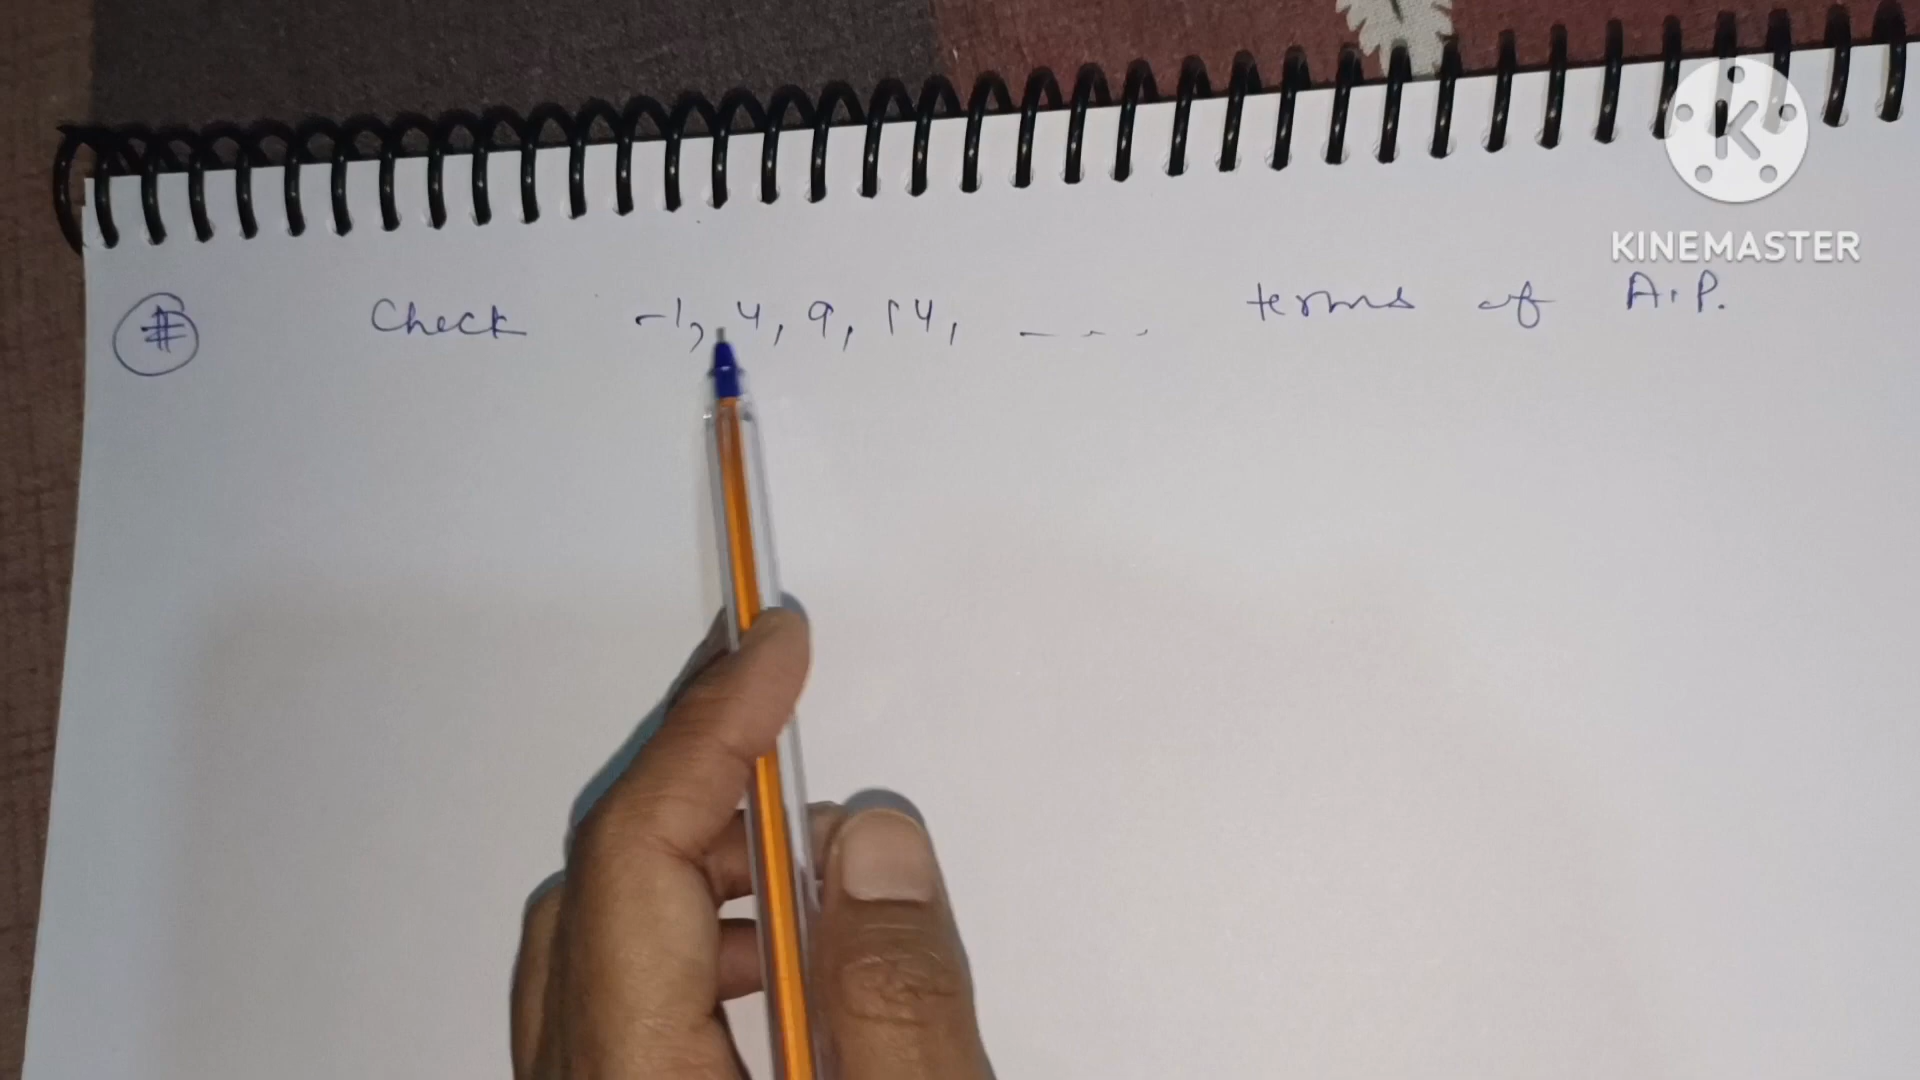 KINEMASTER
# Check -1, 4, 9, 14, - - - terms of A.P.